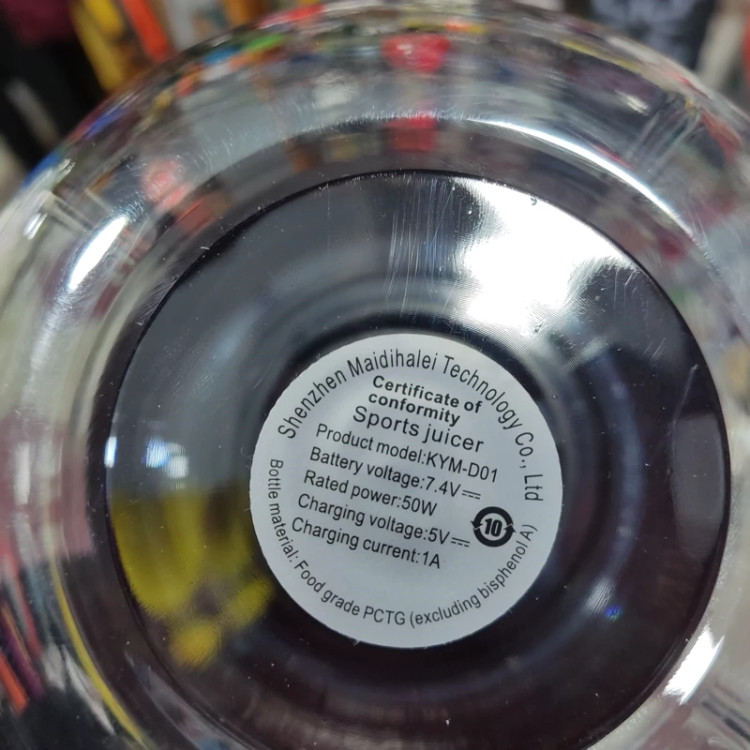 Shenzhen Maidihalei Technology Co., Ltd
Certificate of
conformity
Sports juicer
Product model:KYM-D01
Battery voltage:7.4V⎓
Rated power:50W
Charging voltage:5V⎓
Charging current:1A
10
Bottle material: Food grade PCTG (excluding bisphenol A)